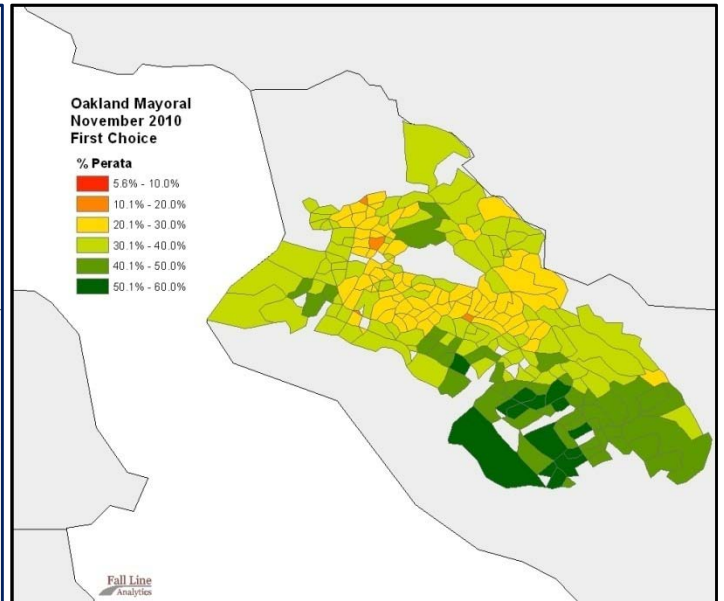 Oakland Mayoral
November 2010
First Choice
% Perata
5.6% - 10.0%
10.1% - 20.0%
20.1% - 30.0%
30.1% - 40.0%
40.1% - 50.0%
50.1% - 60.0%
Fall Line
Analytics